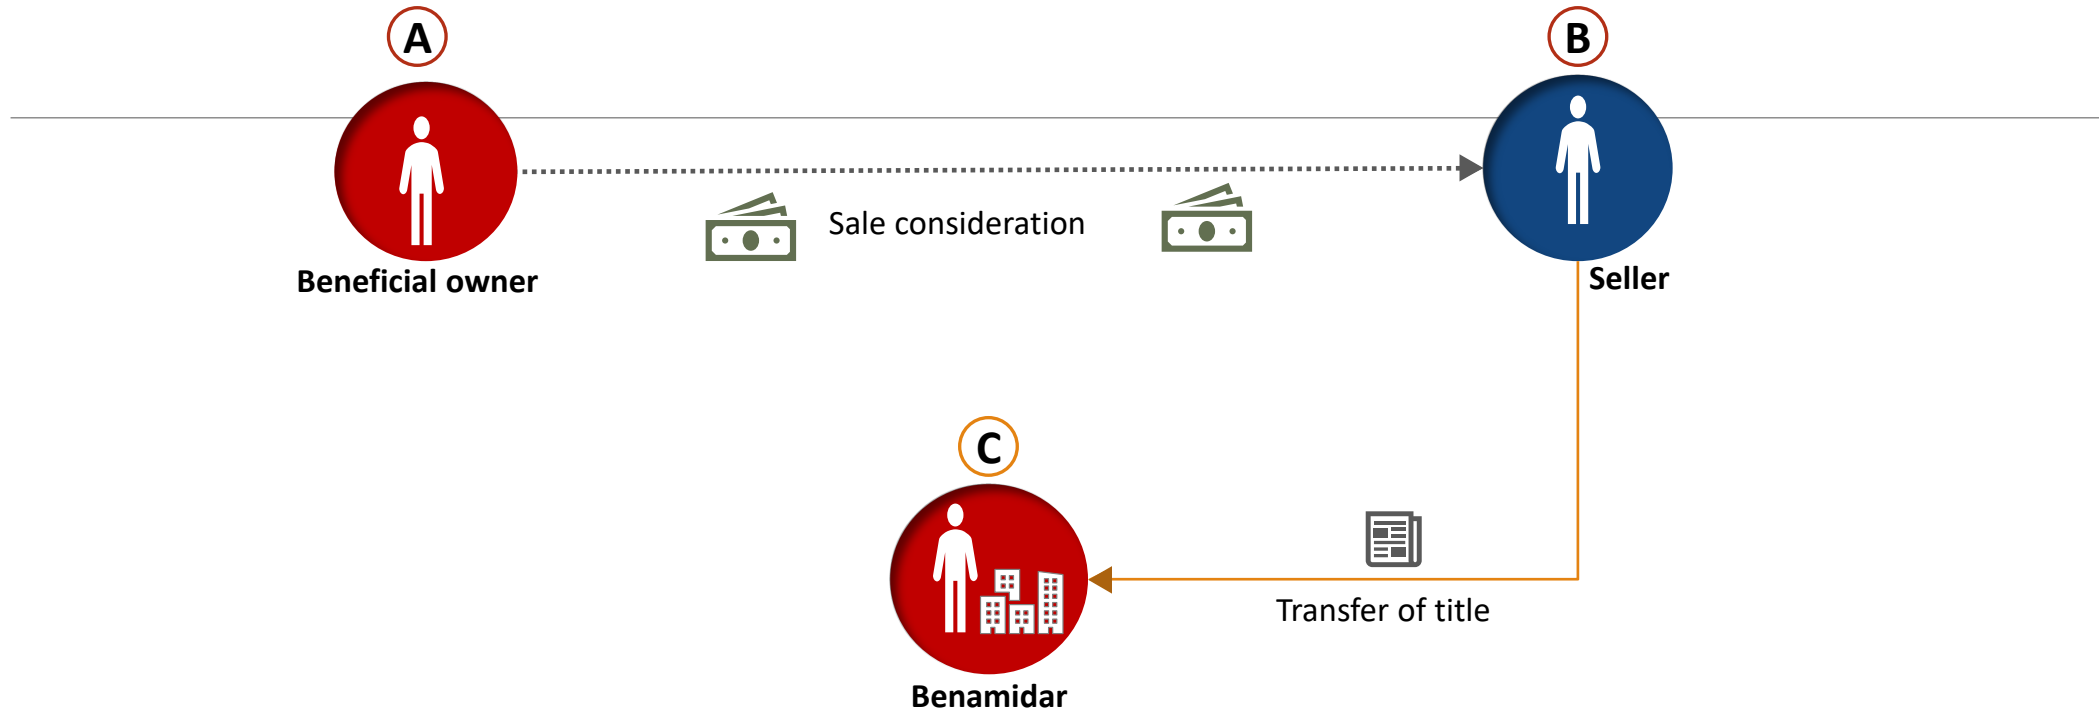 A
B
Sale consideration
Beneficial owner
Seller
C
Transfer of title
Benamidar